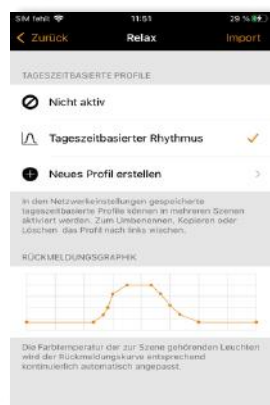 SIM fehlt 11:51 29 %
Zurück Relax Import
TAGESZEITBASIERTE PROFILE
Nicht aktiv
Tageszeitbasierter Rhythmus
Neues Profil erstellen
In den Netzwerkeinstellungen gespeicherte
tageszeitbasierte Profile können in mehreren Szenen
aktiviert werden. Zum Umbenennen, Kopieren oder
Löschen das Profil nach links wischen.
RÜCKMELDUNGSGRAPHIK
Die Farbtemperatur der zur Szene gehörenden Leuchten
wird der Rückmeldungskurve entsprechend
kontinuierlich automatisch angepasst.